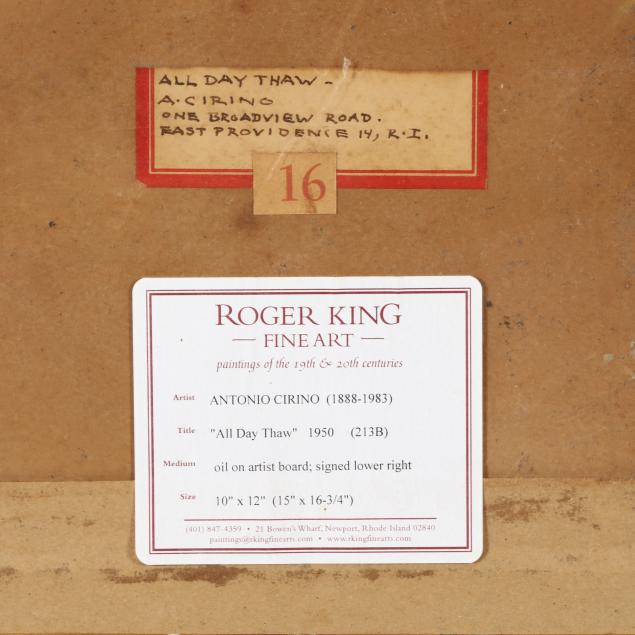 ALL DAY THAW –
A. CIRINO
ONE BROADVIEW ROAD.
EAST PROVIDENCE 14, R.I.
16
ROGER KING
— FINE ART —
paintings of the 19th & 20th centuries
Artist ANTONIO CIRINO (1888-1983)
Title "All Day Thaw" 1950 (213B)
Medium oil on artist board; signed lower right
Size 10" x 12" (15" x 16-3/4")
(401) 847-4359 • 21 Bowen's Wharf, Newport, Rhode Island 02840
paintings@rkingfinearts.com • www.rkingfinearts.com